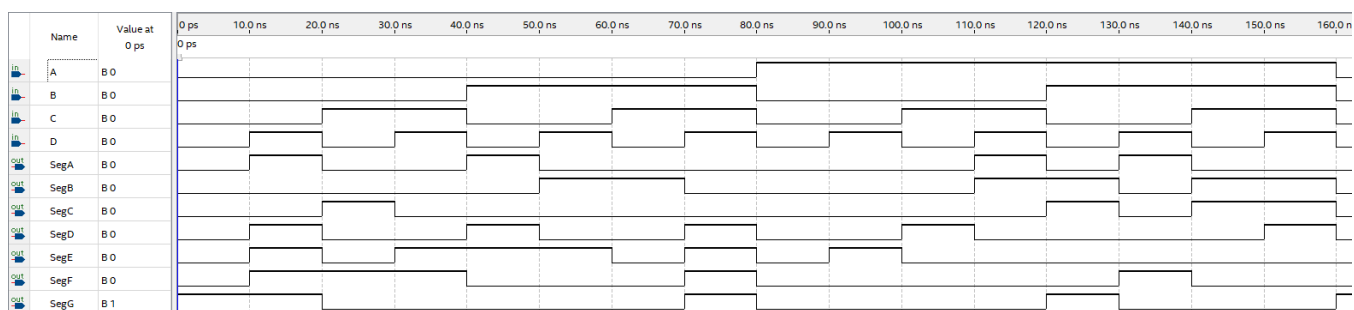 Name Value at 0 ps
0 ps 10.0 ns 20.0 ns 30.0 ns 40.0 ns 50.0 ns 60.0 ns 70.0 ns 80.0 ns 90.0 ns 100.0 ns 110.0 ns 120.0 ns 130.0 ns 140.0 ns 150.0 ns 160.0 n
0 ps
in A B 0
in B B 0
in C B 0
in D B 0
out SegA B 0
out SegB B 0
out SegC B 0
out SegD B 0
out SegE B 0
out SegF B 0
out SegG B 1